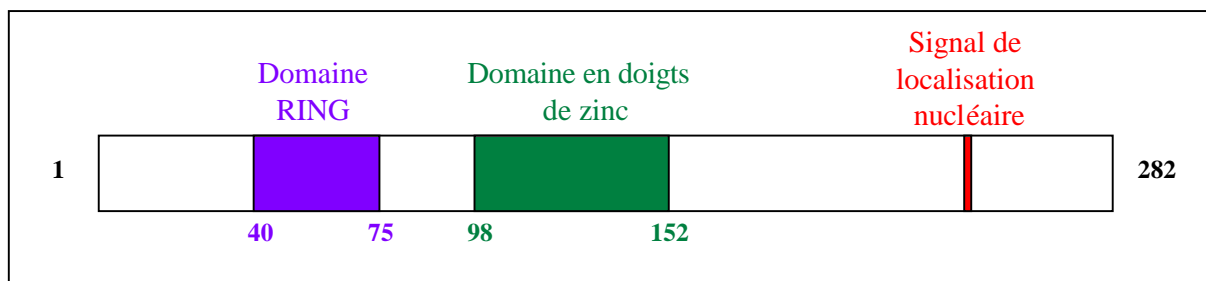 Domaine
RING
Domaine en doigts
de zinc
Signal de
localisation
nucléaire
1
282
40
75
98
152